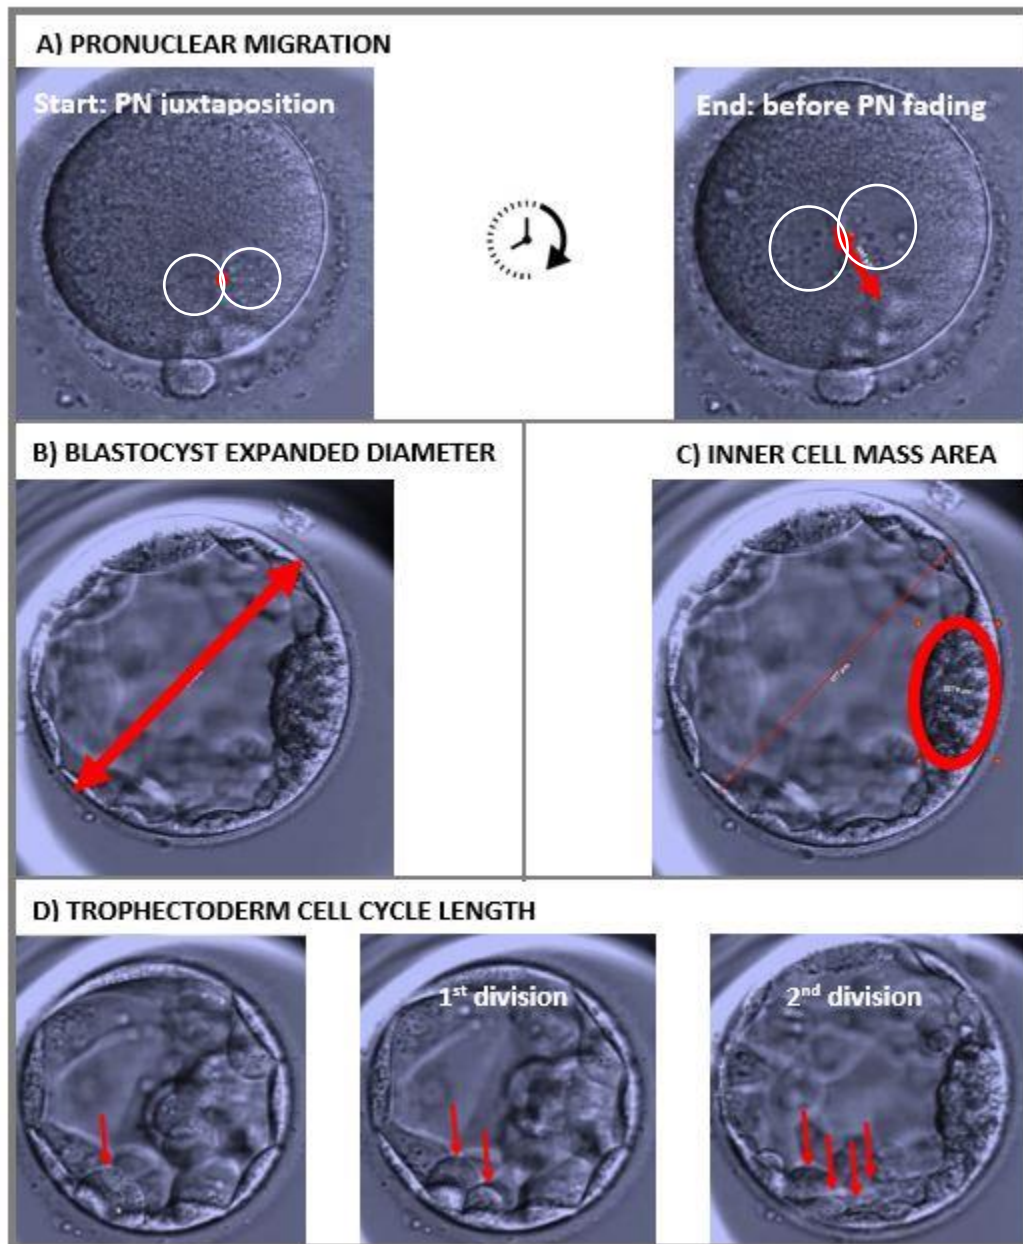 A) PRONUCLEAR MIGRATION
Start: PN juxtaposition
End: before PN fading
B) BLASTOCYST EXPANDED DIAMETER
C) INNER CELL MASS AREA
D) TROPHECTODERM CELL CYCLE LENGTH
1st division
2nd division